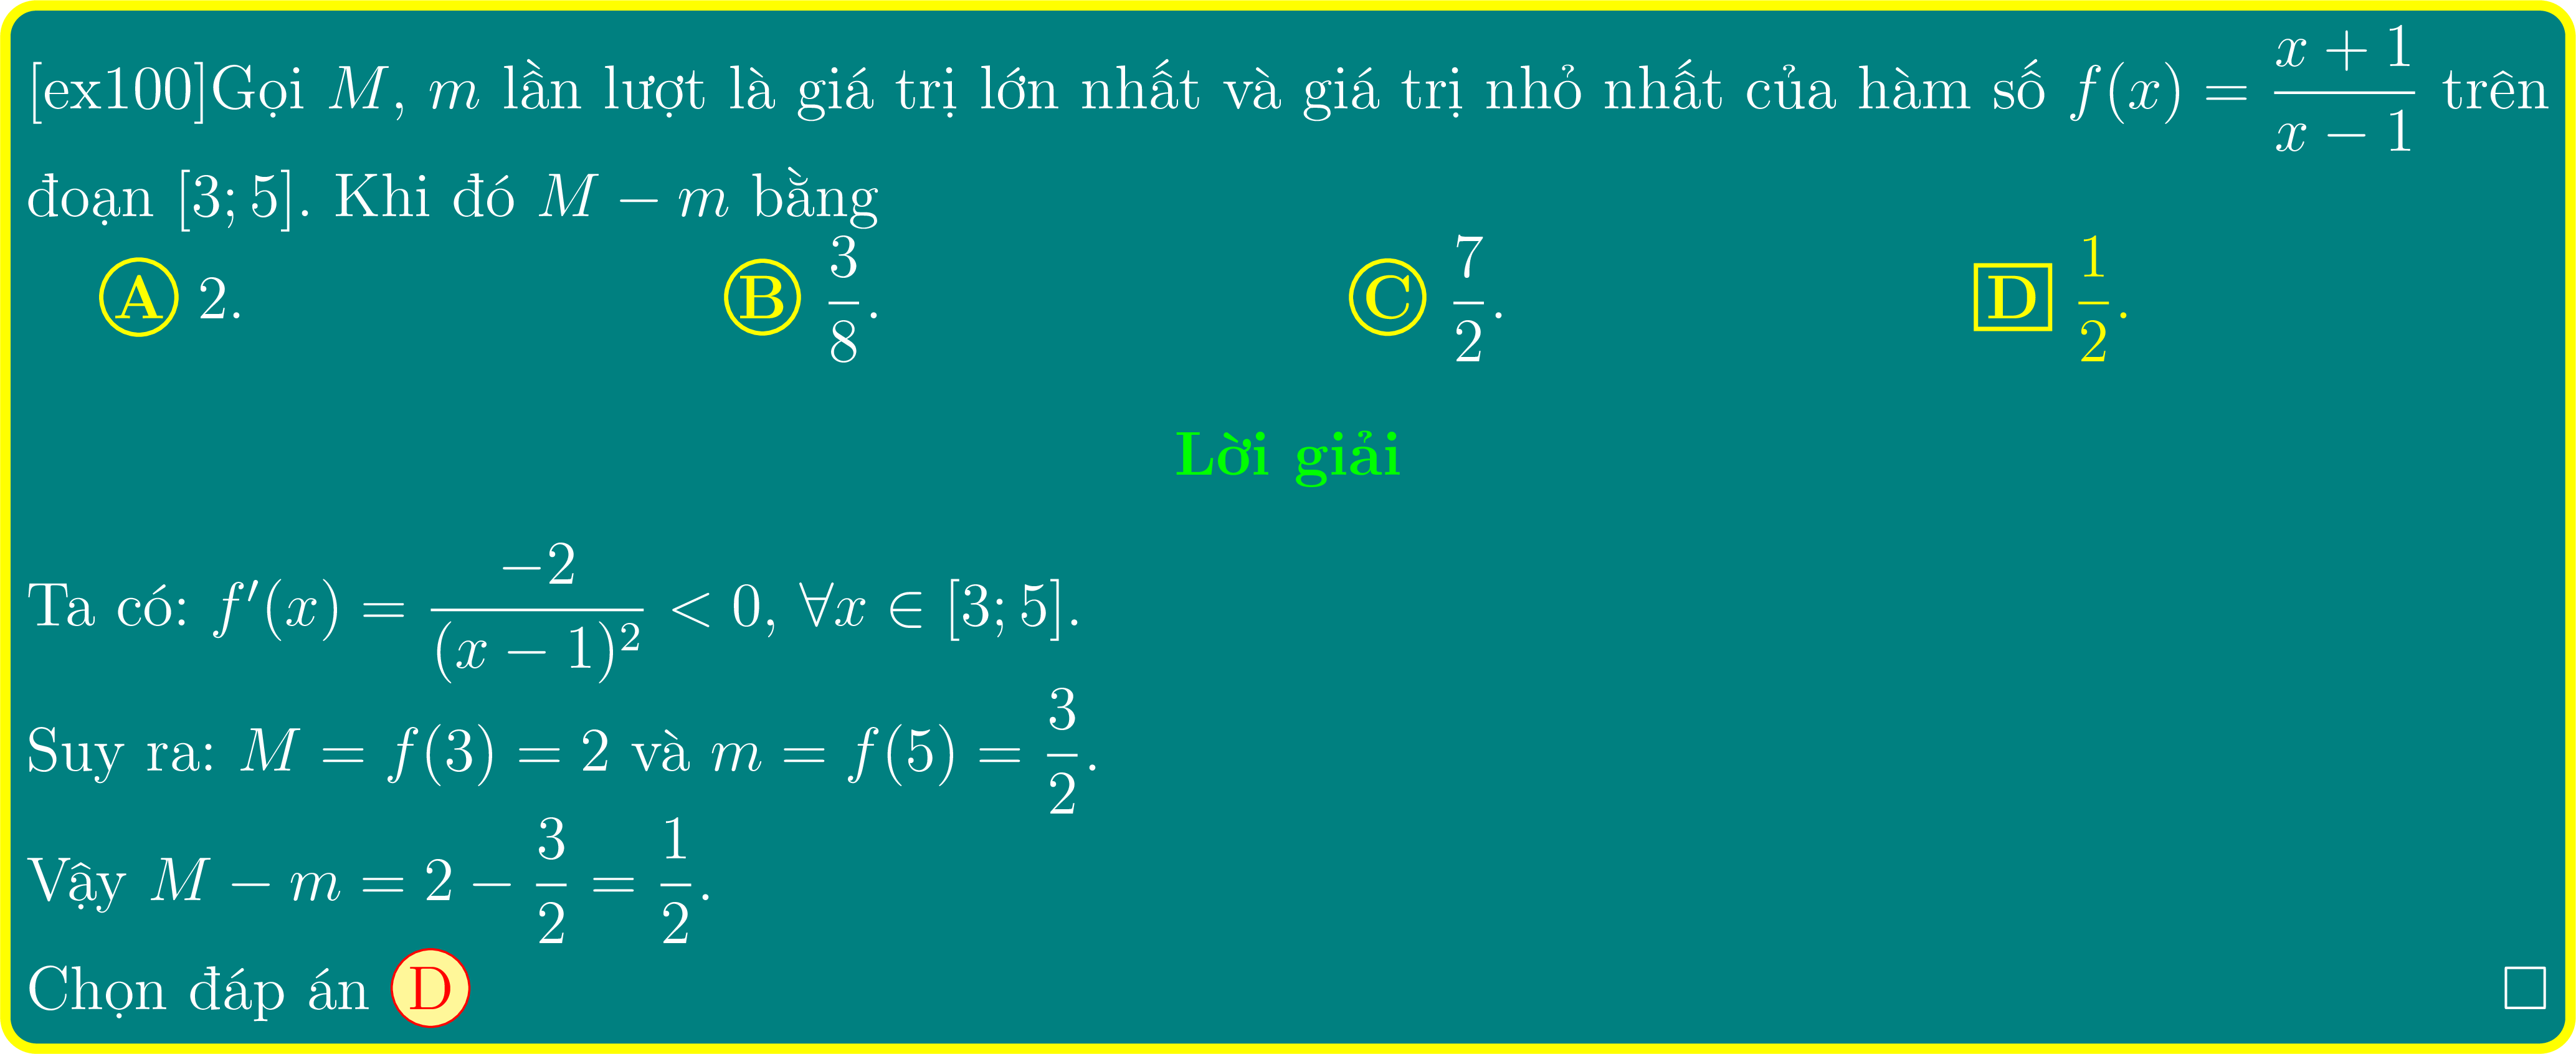 [ex100]Gọi M, m lần lượt là giá trị lớn nhất và giá trị nhỏ nhất của hàm số f(x) = \frac{x + 1}{x − 1} trên
đoạn [3; 5]. Khi đó M − m bằng
A 2. B \frac{3}{8}. C \frac{7}{2}. D \frac{1}{2}.
Lời giải
Ta có: f′(x) = \frac{−2}{(x − 1)^2} < 0, ∀x ∈ [3; 5].
Suy ra: M = f(3) = 2 và m = f(5) = \frac{3}{2}.
Vậy M − m = 2 − \frac{3}{2} = \frac{1}{2}.
Chọn đáp án D □